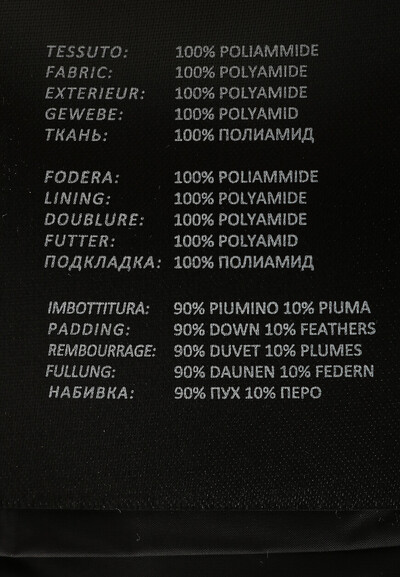 TESSUTO: 100% POLIAMMIDE
FABRIC: 100% POLYAMIDE
EXTERIEUR: 100% POLYAMIDE
GEWEBE: 100% POLYAMID
ТКАНЬ: 100% ПОЛИАМИД
FODERA: 100% POLIAMMIDE
LINING: 100% POLYAMIDE
DOUBLURE: 100% POLYAMIDE
FUTTER: 100% POLYAMID
ПОДКЛАДКА: 100% ПОЛИАМИД
IMBOTTITURA: 90% PIUMINO 10% PIUMA
PADDING: 90% DOWN 10% FEATHERS
REMBOURRAGE: 90% DUVET 10% PLUMES
FULLUNG: 90% DAUNEN 10% FEDERN
НАБИВКА: 90% ПУХ 10% ПЕРО